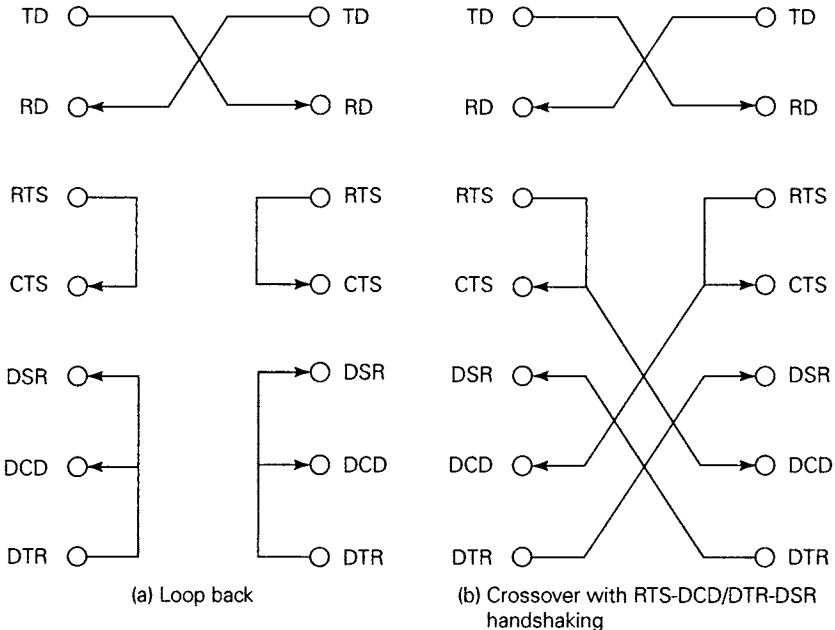 TD TD TD TD
RD RD RD RD
RTS RTS RTS RTS
CTS CTS CTS CTS
DSR DSR DSR DSR
DCD DCD DCD DCD
DTR DTR DTR DTR
(a) Loop back
(b) Crossover with RTS-DCD/DTR-DSR
handshaking